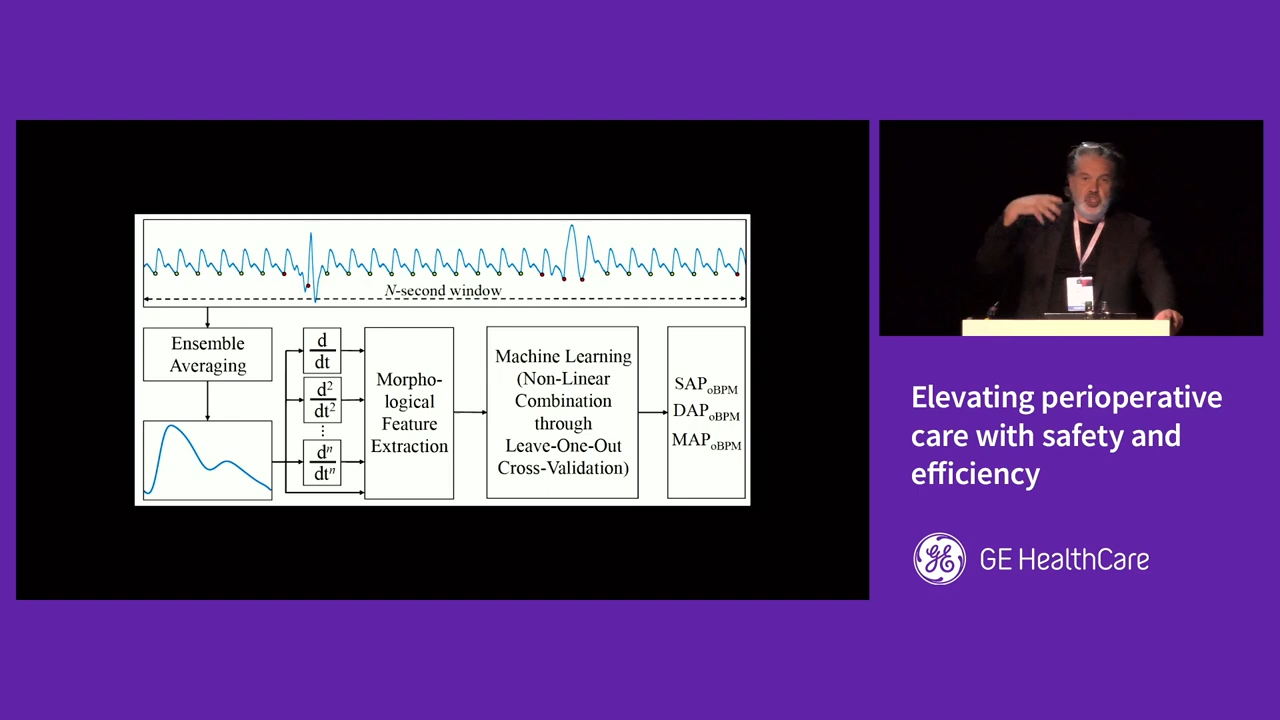 N-second window
Ensemble
Averaging
d
dt
d²
dt²
⋮
dⁿ
dtⁿ
Morpho-
logical
Feature
Extraction
Machine Learning
(Non-Linear
Combination
through
Leave-One-Out
Cross-Validation)
SAPoBPM
DAPoBPM
MAPoBPM
Elevating perioperative
care with safety and
efficiency
GE
GE HealthCare